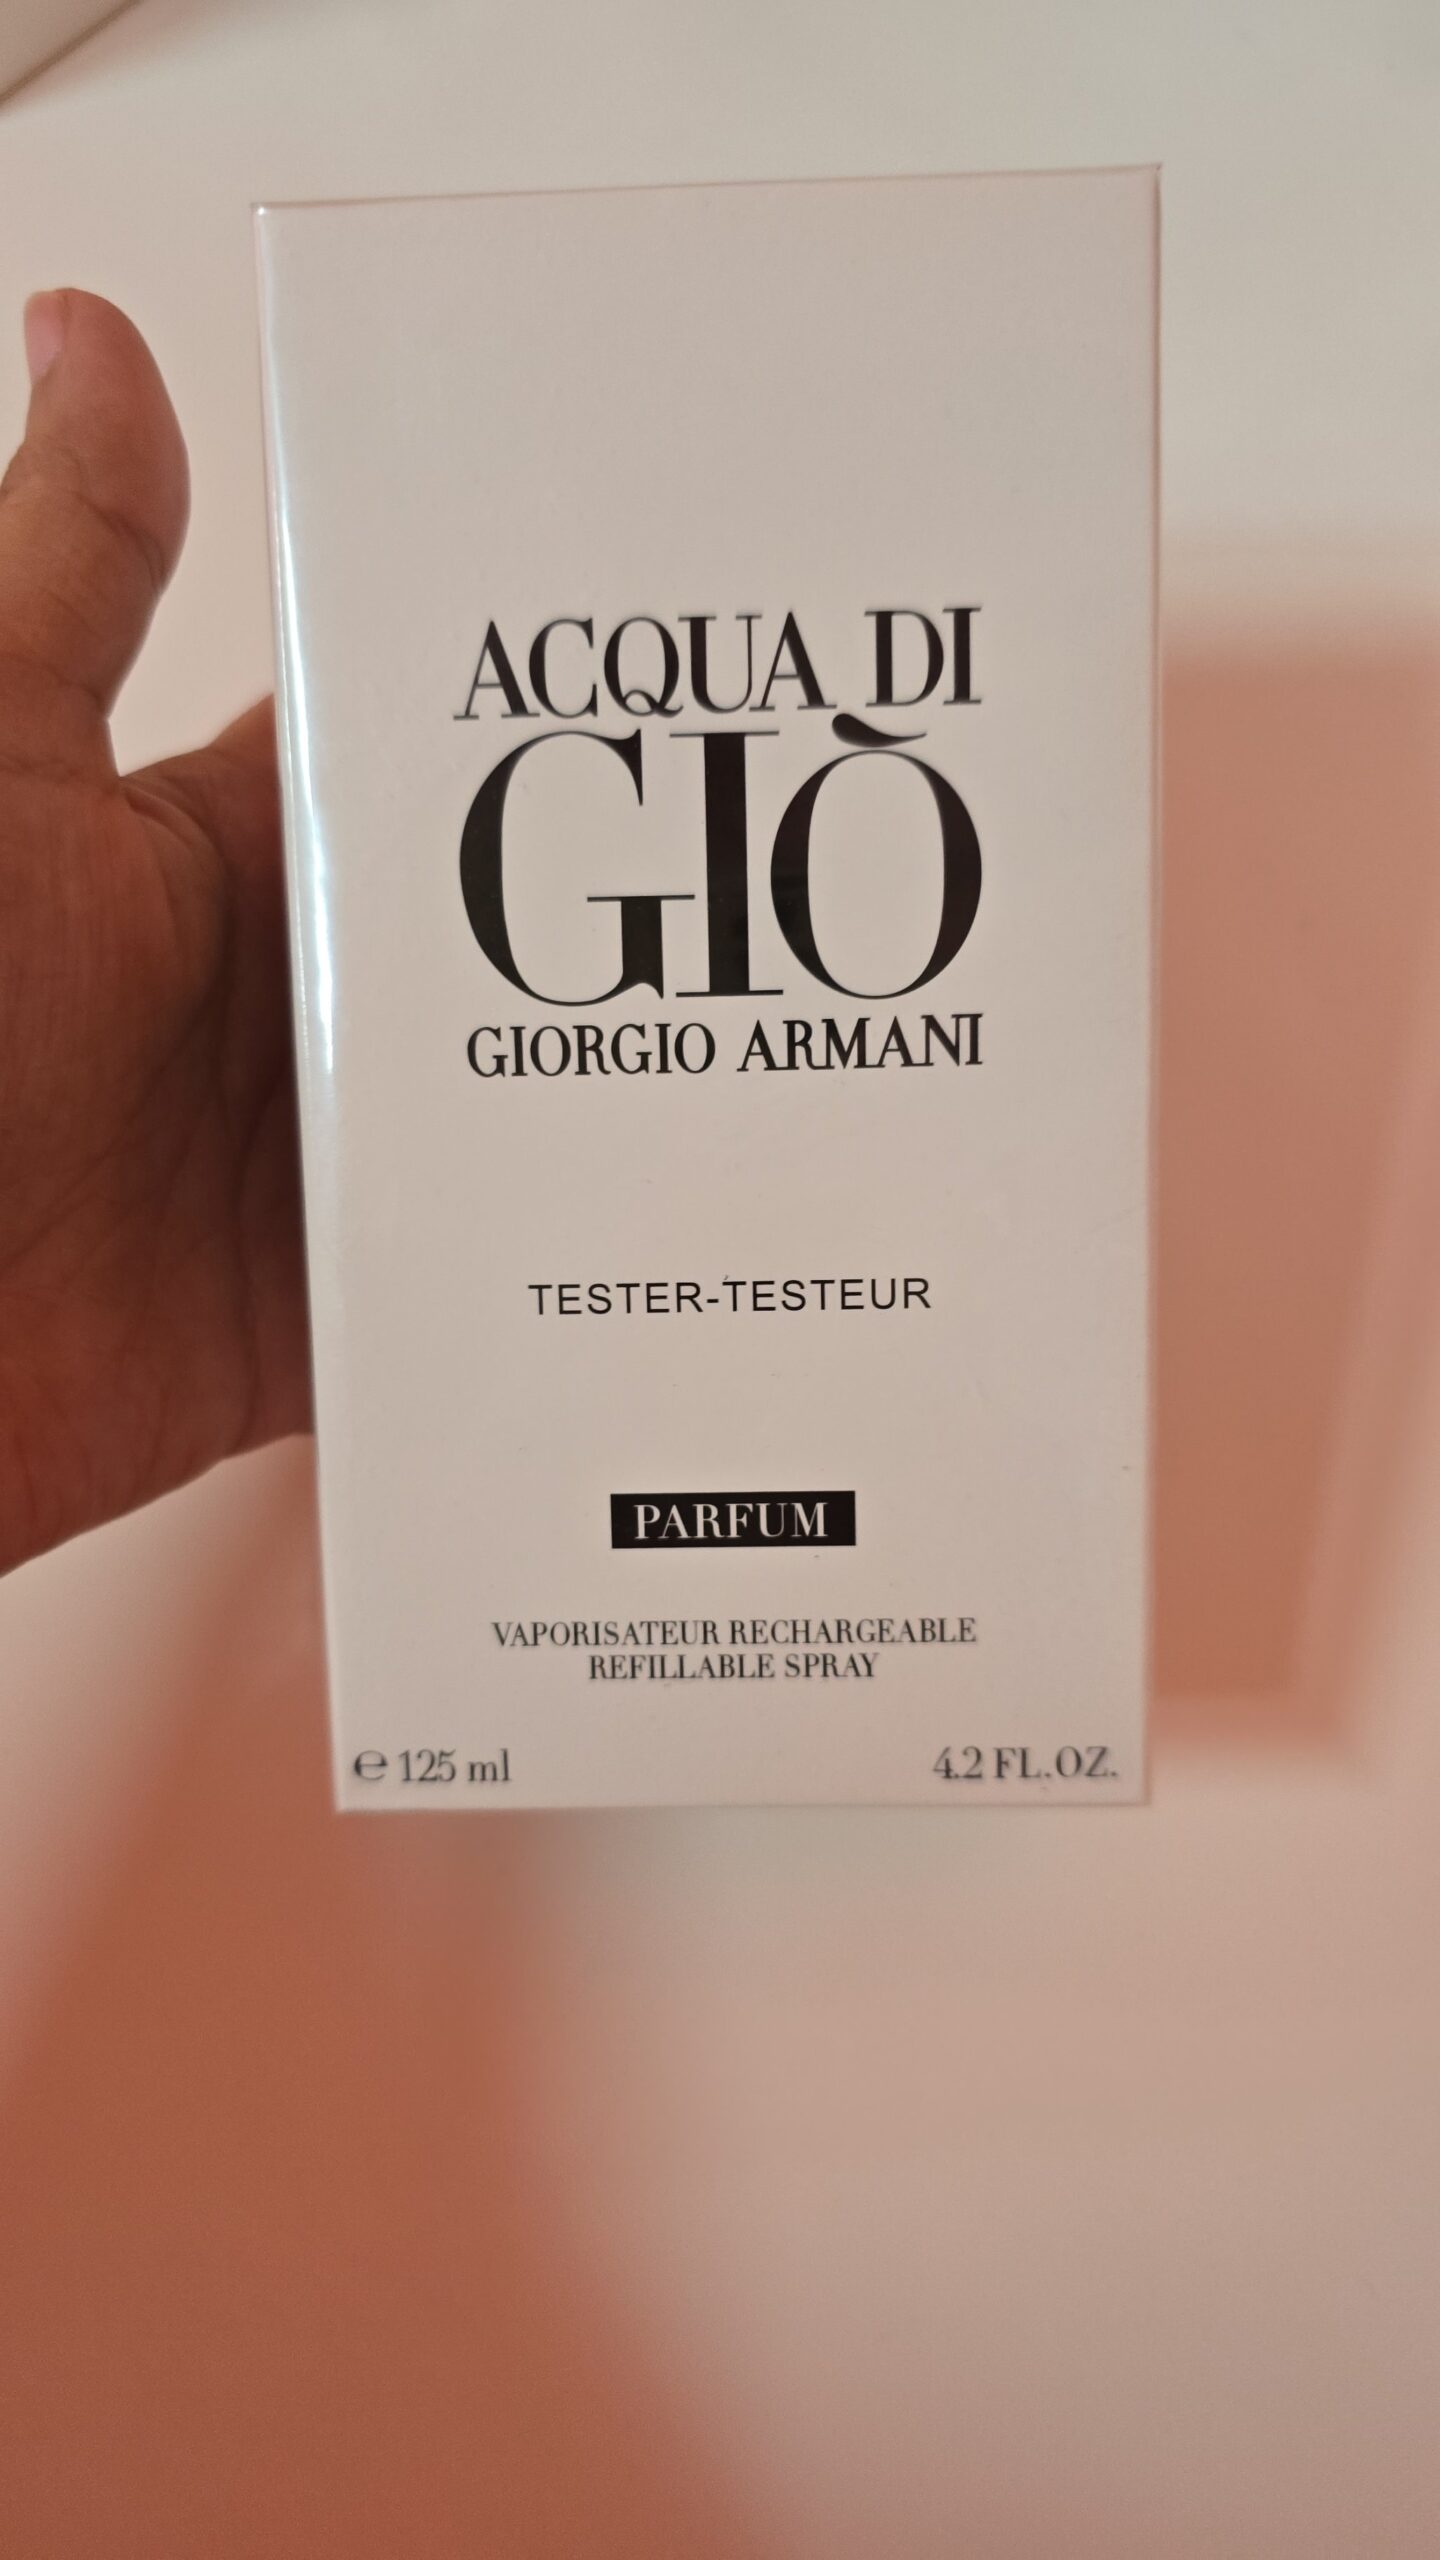 ACQUA DI
GIÒ
GIORGIO ARMANI
TESTER-TESTEUR
PARFUM
VAPORISATEUR RECHARGEABLE
REFILLABLE SPRAY
℮ 125 ml
4.2 FL.OZ.